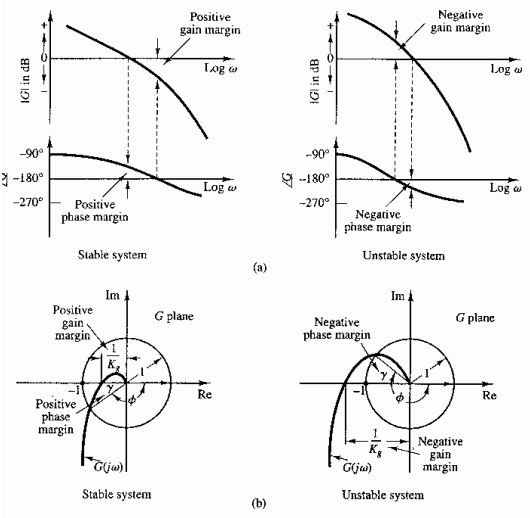 Positive
gain margin
+
0
−
|G| in dB
Log ω
−90°
−180°
−270°
Log ω
Positive
phase margin
Stable system
Negative
gain margin
+
0
−
|G| in dB
Log ω
−90°
−180°
−270°
∠G
Log ω
Negative
phase margin
Unstable system
(a)
Im
G plane
Positive
gain
margin
1
K_g
1
−1
γ
ϕ
Re
Positive
phase
margin
G(jω)
Stable system
Im
G plane
Negative
phase margin
1
−1
γ
ϕ
Re
1
K_g
Negative
gain
margin
G(jω)
Unstable system
(b)